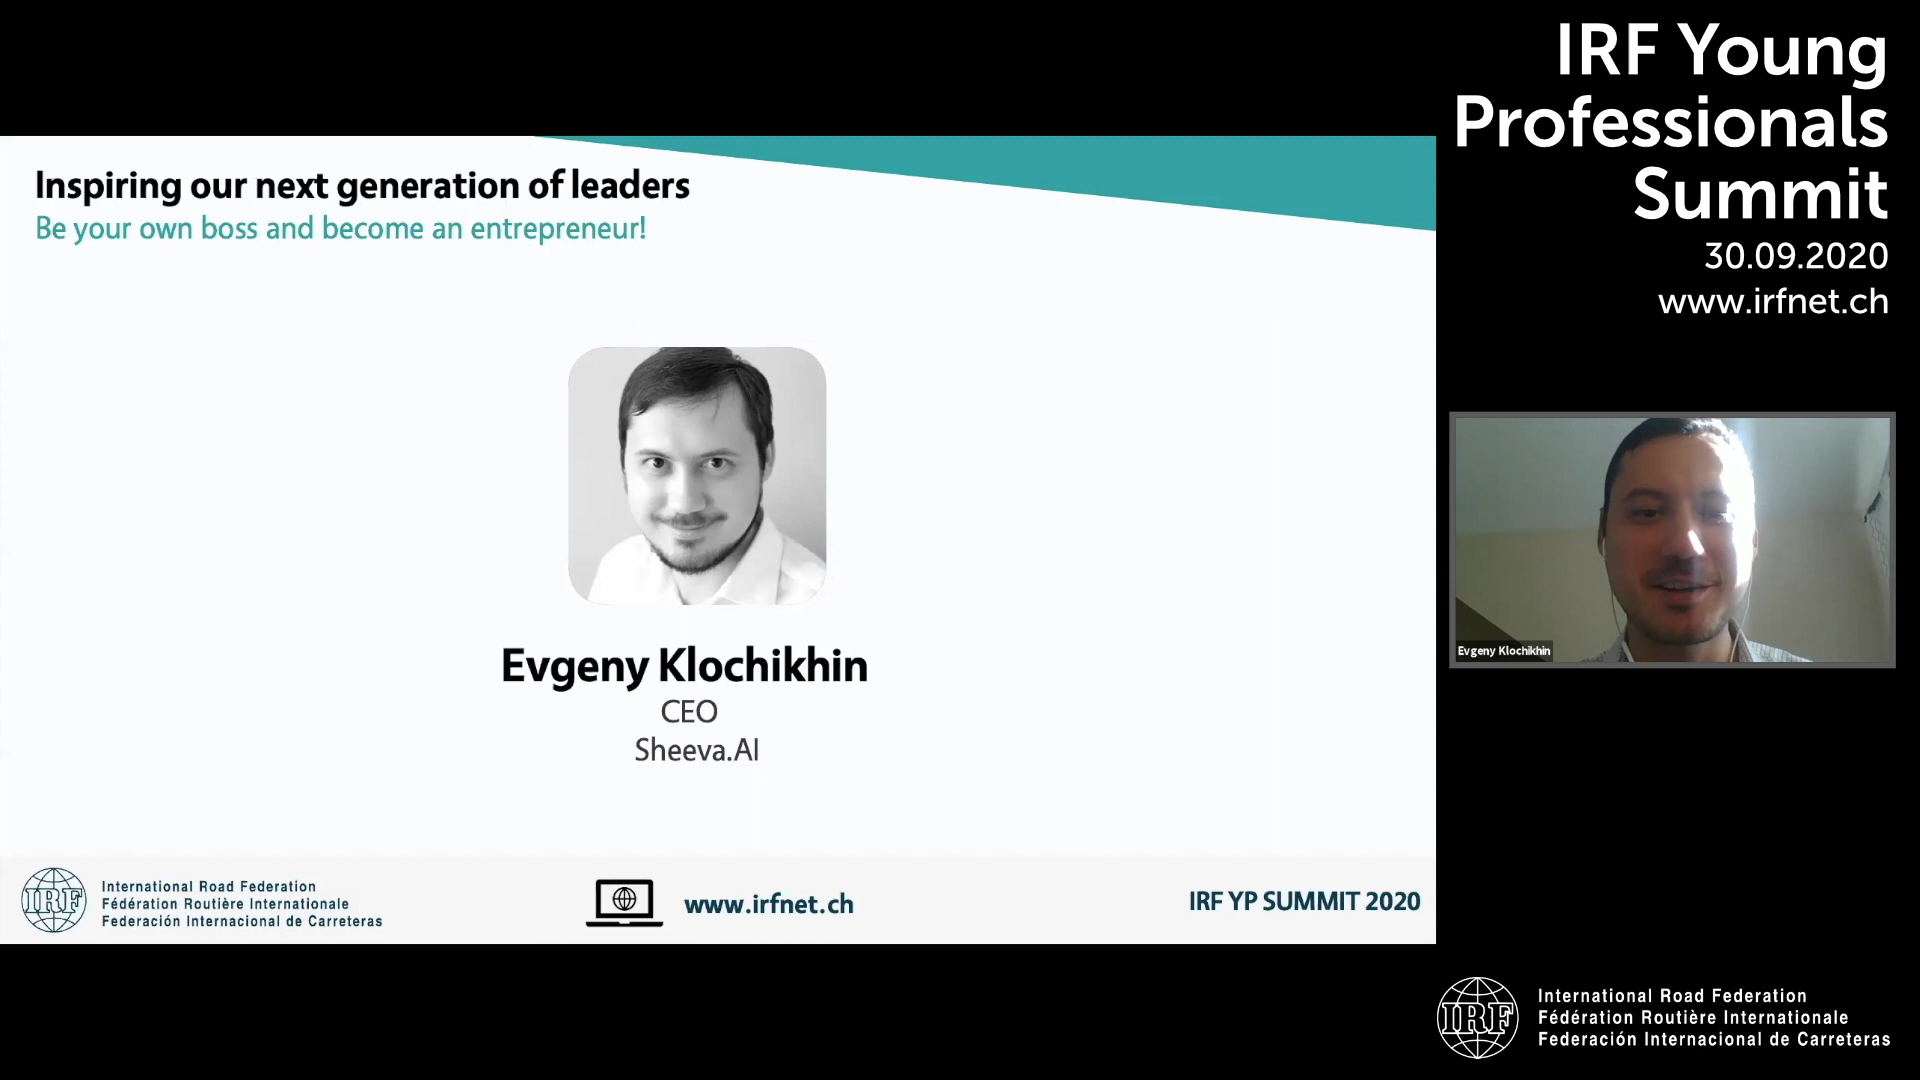 IRF Young
Professionals
Summit
30.09.2020
www.irfnet.ch
Inspiring our next generation of leaders
Be your own boss and become an entrepreneur!
Evgeny Klochikhin
CEO
Sheeva.AI
Evgeny Klochikhin
IRF
International Road Federation
Fédération Routière Internationale
Federación Internacional de Carreteras
www.irfnet.ch
IRF YP SUMMIT 2020
IRF
International Road Federation
Fédération Routière Internationale
Federación Internacional de Carreteras